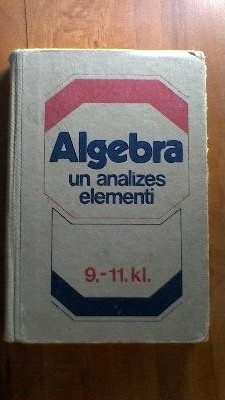 Algebra
un analizes
elementi
9.-11. kl.